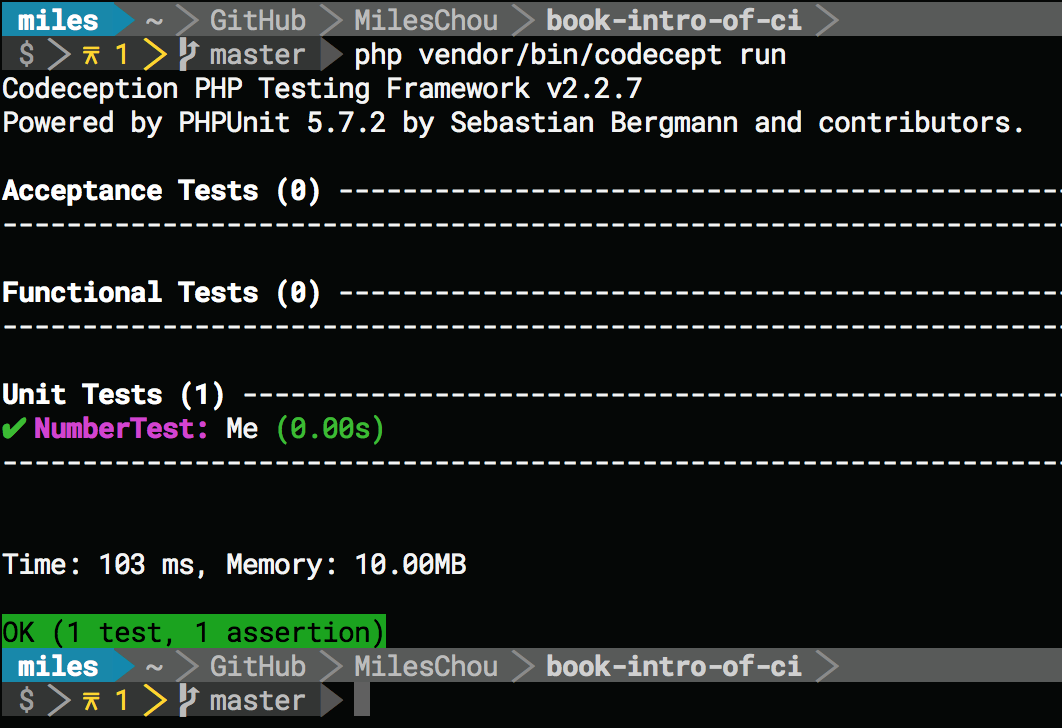 miles ~ GitHub MilesChou book-intro-of-ci
$ ⚻ 1 master php vendor/bin/codecept run
Codeception PHP Testing Framework v2.2.7
Powered by PHPUnit 5.7.2 by Sebastian Bergmann and contributors.
Acceptance Tests (0) ---------------------------------------------
------------------------------------------------------------------
Functional Tests (0) ---------------------------------------------
------------------------------------------------------------------
Unit Tests (1) ---------------------------------------------------
✔ NumberTest: Me (0.00s)
------------------------------------------------------------------
Time: 103 ms, Memory: 10.00MB
OK (1 test, 1 assertion)
miles ~ GitHub MilesChou book-intro-of-ci
$ ⚻ 1 master